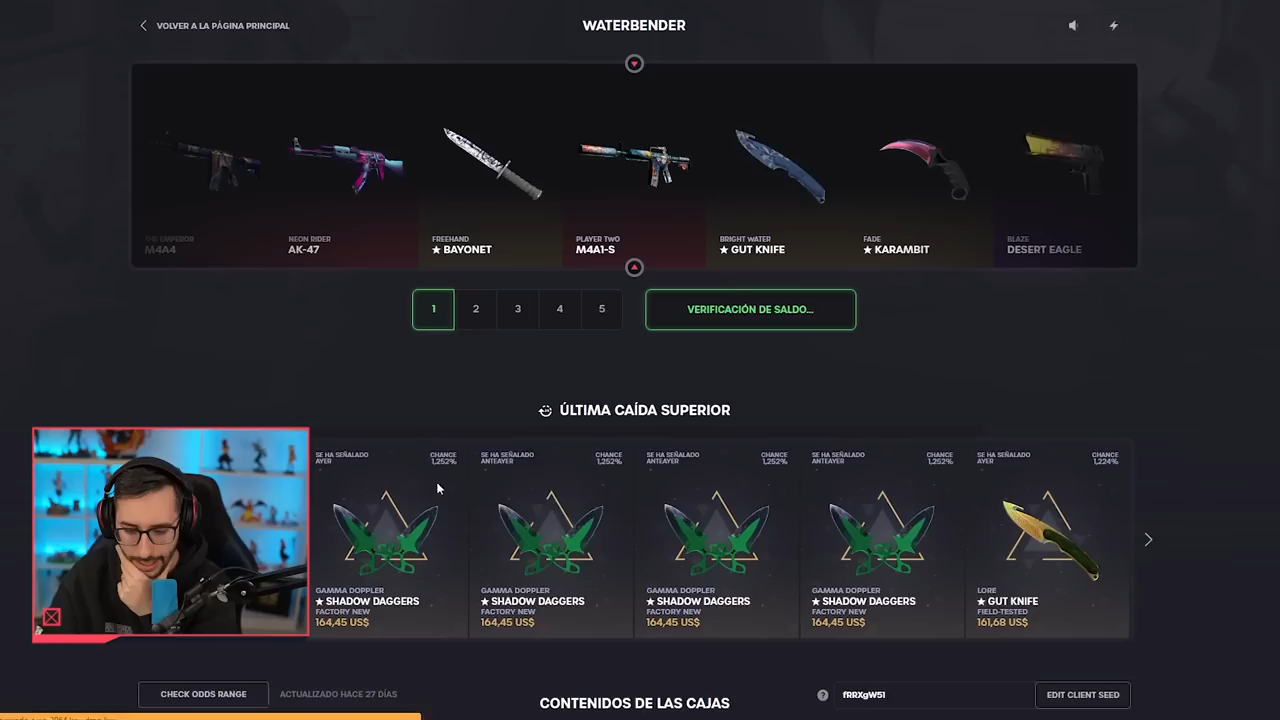 VOLVER A LA PÁGINA PRINCIPAL
WATERBENDER
THE EMPEROR
M4A4
NEON RIDER
AK-47
FREEHAND
★ BAYONET
PLAYER TWO
M4A1-S
BRIGHT WATER
★ GUT KNIFE
FADE
★ KARAMBIT
BLAZE
DESERT EAGLE
1 2 3 4 5
VERIFICACIÓN DE SALDO...
ÚLTIMA CAÍDA SUPERIOR
SE HA SEÑALADO
AYER
CHANCE
1,252%
GAMMA DOPPLER
★ SHADOW DAGGERS
FACTORY NEW
164,45 US$
SE HA SEÑALADO
ANTEAYER
CHANCE
1,252%
GAMMA DOPPLER
★ SHADOW DAGGERS
FACTORY NEW
164,45 US$
SE HA SEÑALADO
ANTEAYER
CHANCE
1,252%
GAMMA DOPPLER
★ SHADOW DAGGERS
FACTORY NEW
164,45 US$
SE HA SEÑALADO
ANTEAYER
CHANCE
1,252%
GAMMA DOPPLER
★ SHADOW DAGGERS
FACTORY NEW
164,45 US$
SE HA SEÑALADO
AYER
CHANCE
1,224%
LORE
★ GUT KNIFE
FIELD-TESTED
161,68 US$
CHECK ODDS RANGE
ACTUALIZADO HACE 27 DÍAS
CONTENIDOS DE LAS CAJAS
? fRRXgW51
EDIT CLIENT SEED